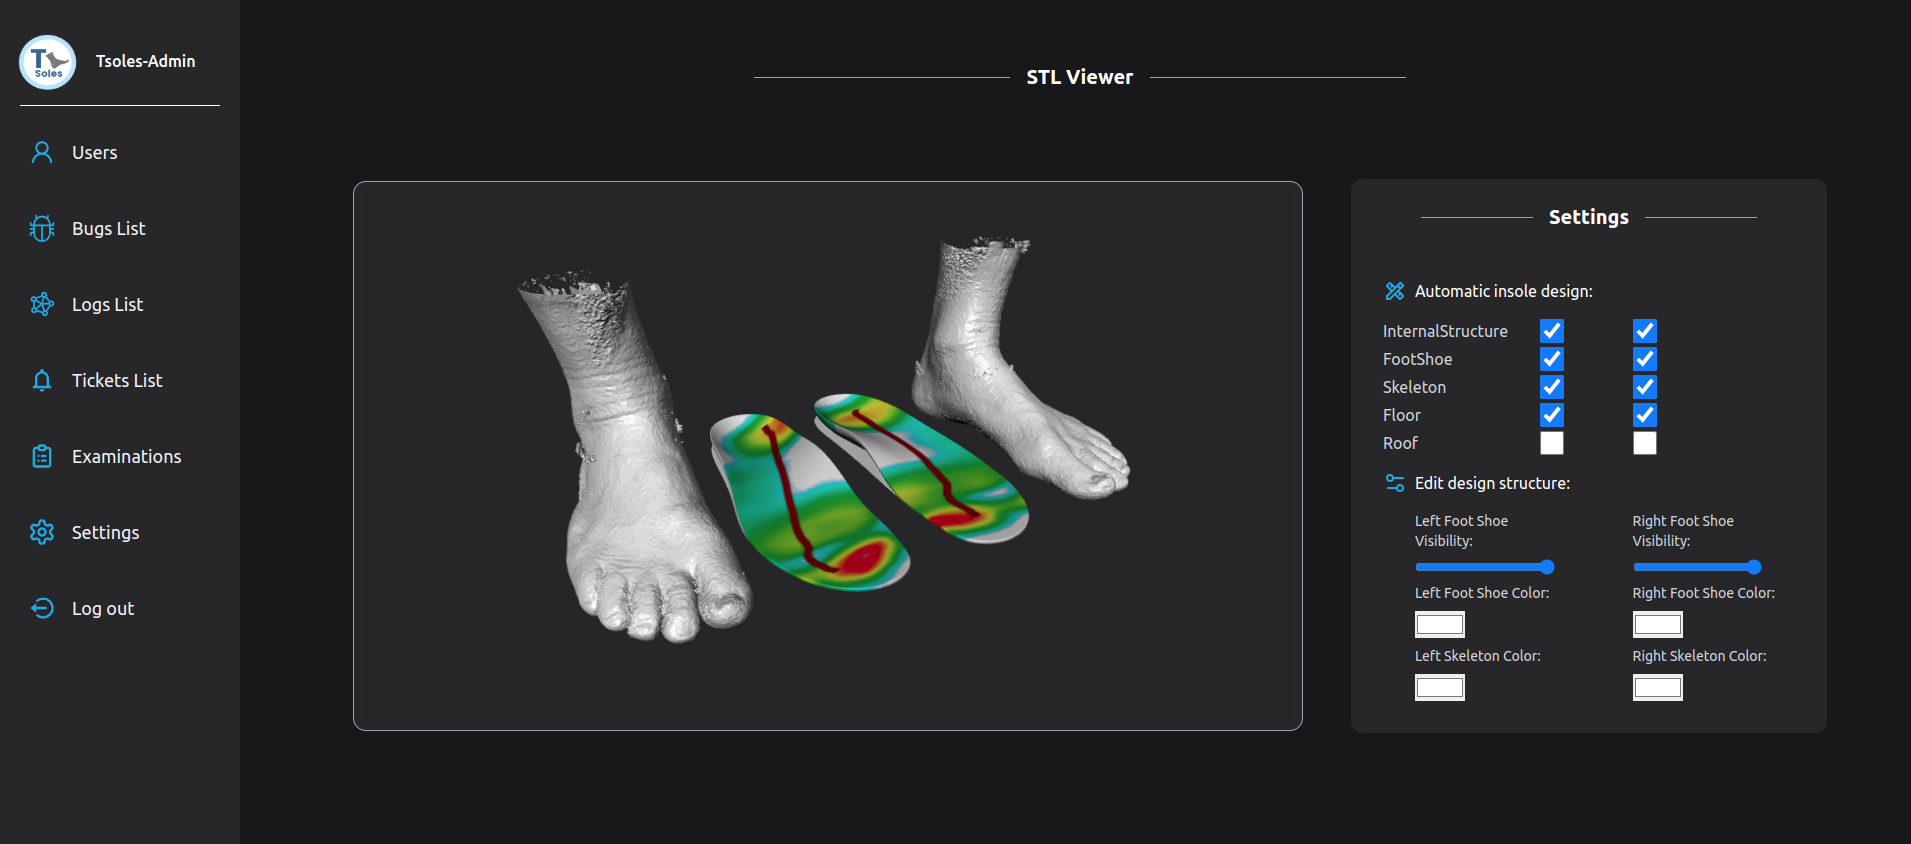 T
Soles
Tsoles-Admin
Users
Bugs List
Logs List
Tickets List
Examinations
Settings
Log out
STL Viewer
Settings
Automatic insole design:
InternalStructure
FootShoe
Skeleton
Floor
Roof
Edit design structure:
Left Foot Shoe
Visibility:
Right Foot Shoe
Visibility:
Left Foot Shoe Color:
Right Foot Shoe Color:
Left Skeleton Color:
Right Skeleton Color: